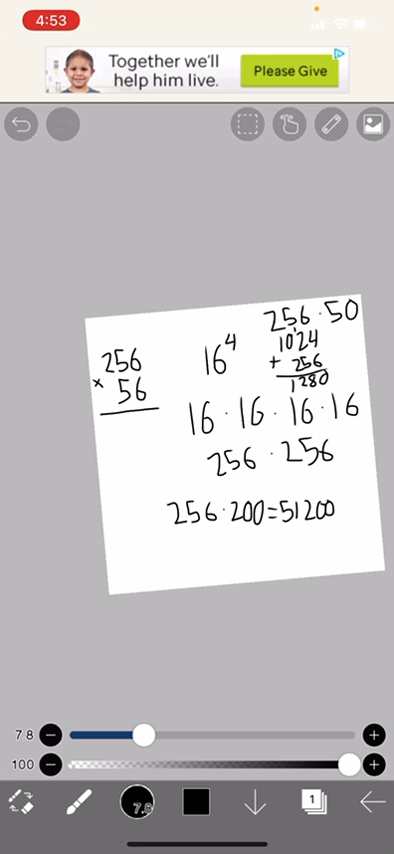 4:53
Together we'll
help him live.
Please Give
256 · 50
256
× 56
16⁴
1
1024
+ 256
1280
16 · 16 · 16 · 16
256 · 256
256 · 200 = 51200
78
100
7.8
1